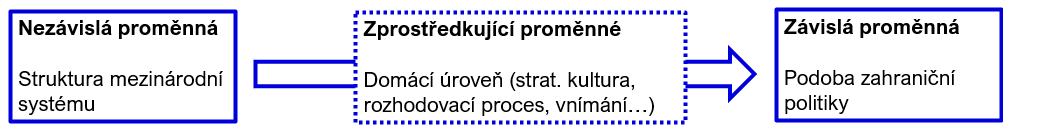 Nezávislá proměnná
Struktura mezinárodní
systému
Zprostředkující proměnné
Domácí úroveň (strat. kultura,
rozhodovací proces, vnímání…)
Závislá proměnná
Podoba zahraniční
politiky